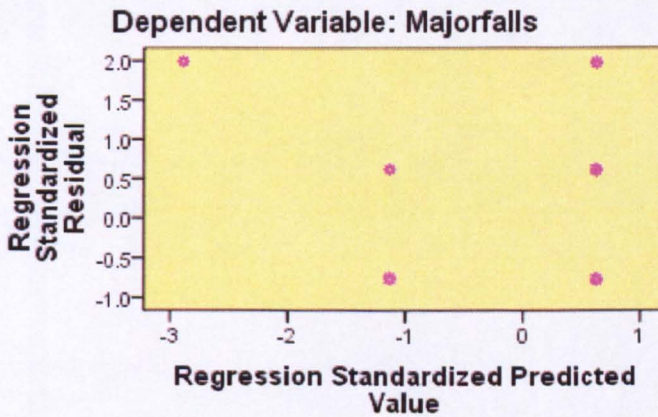 Dependent Variable: Majorfalls
Regression
Standardized
Residual
2.0
1.5
1.0
0.5
0.0
-0.5
-1.0
-3
-2
-1
0
1
Regression Standardized Predicted
Value